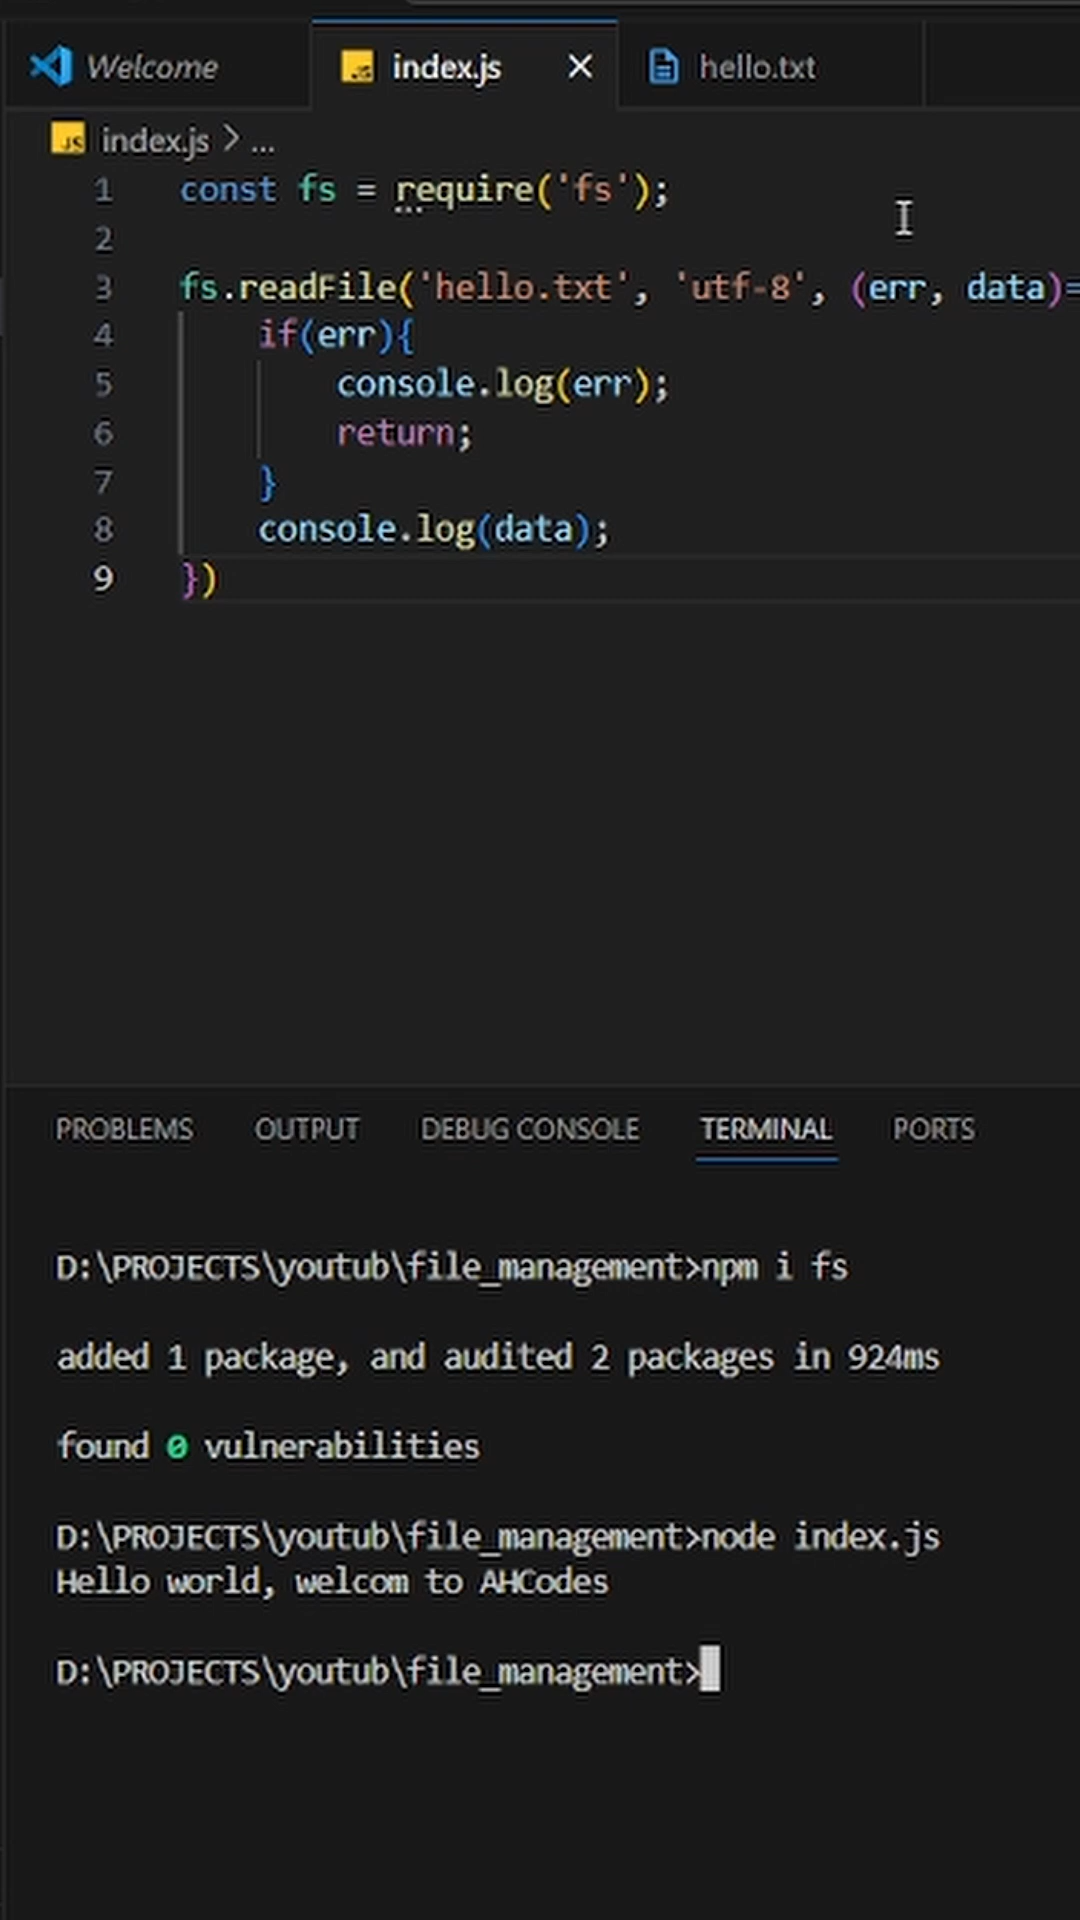 Welcome
index.js
hello.txt
index.js > ...
1 const fs = require('fs');
2
3 fs.readFile('hello.txt', 'utf-8', (err, data)=
4 if(err){
5 console.log(err);
6 return;
7 }
8 console.log(data);
9 })
PROBLEMS OUTPUT DEBUG CONSOLE TERMINAL PORTS
D:\PROJECTS\youtub\file_management>npm i fs
added 1 package, and audited 2 packages in 924ms
found 0 vulnerabilities
D:\PROJECTS\youtub\file_management>node index.js
Hello world, welcom to AHCodes
D:\PROJECTS\youtub\file_management>